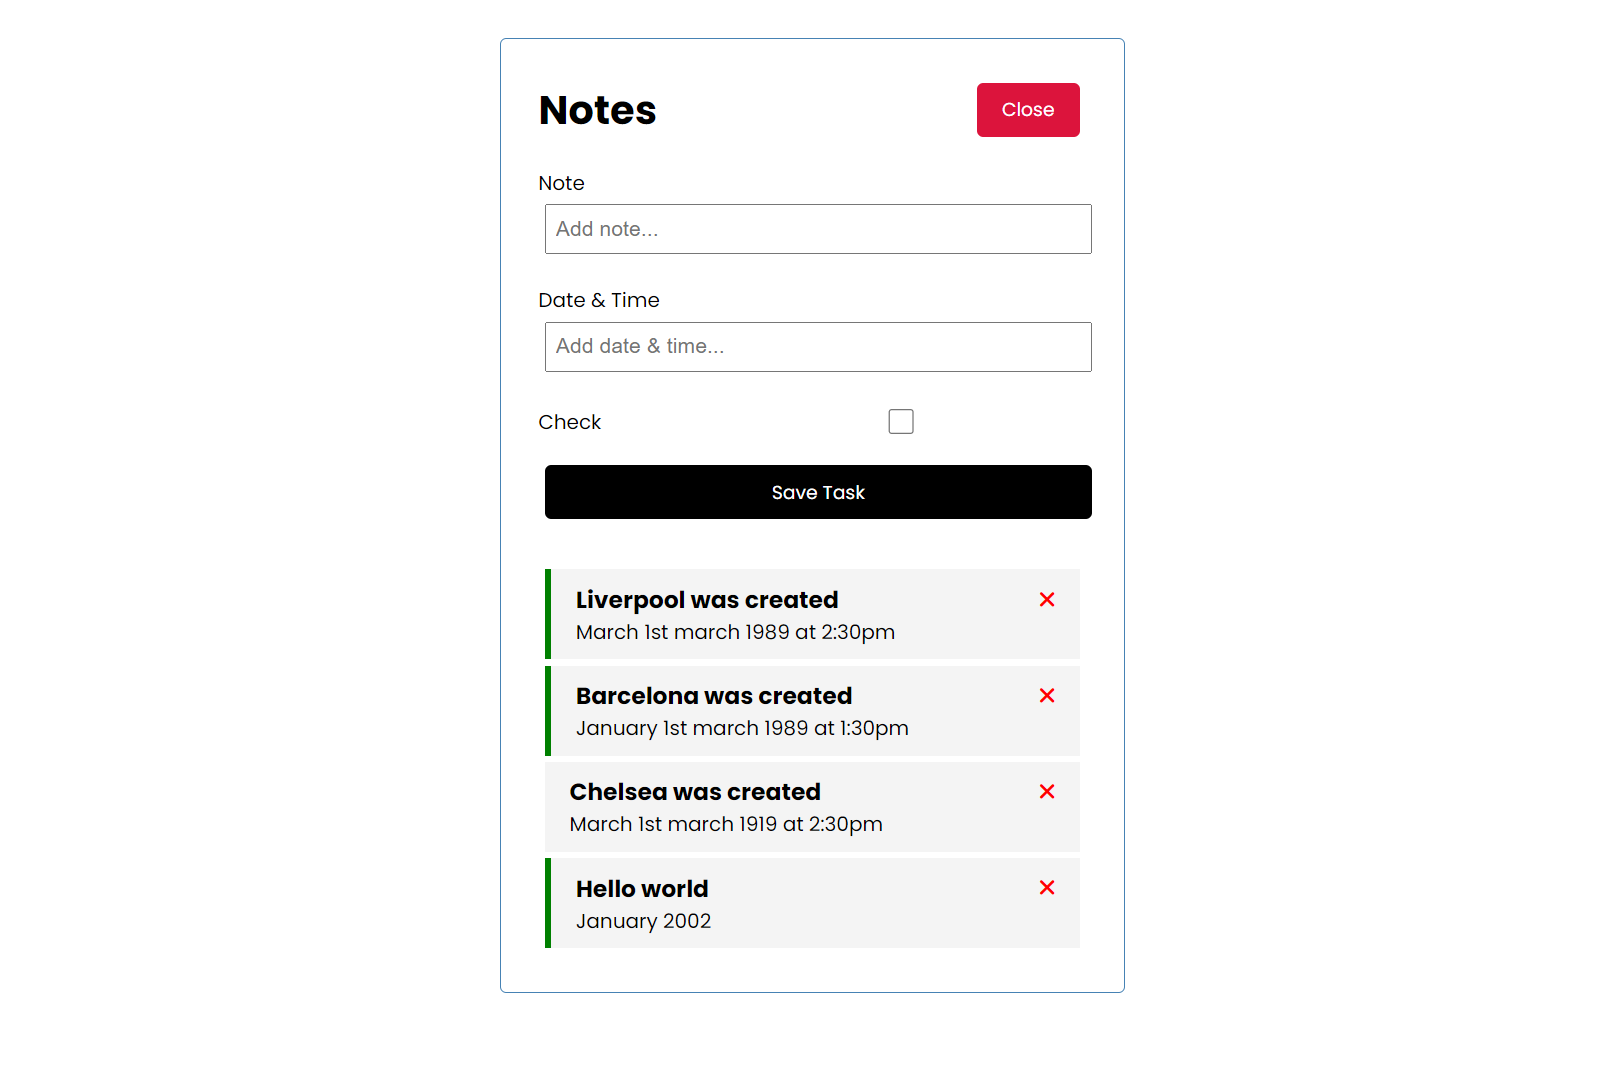 Notes
Close
Note
Add note...
Date & Time
Add date & time...
Check
Save Task
Liverpool was created
March 1st march 1989 at 2:30pm
Barcelona was created
January 1st march 1989 at 1:30pm
Chelsea was created
March 1st march 1919 at 2:30pm
Hello world
January 2002